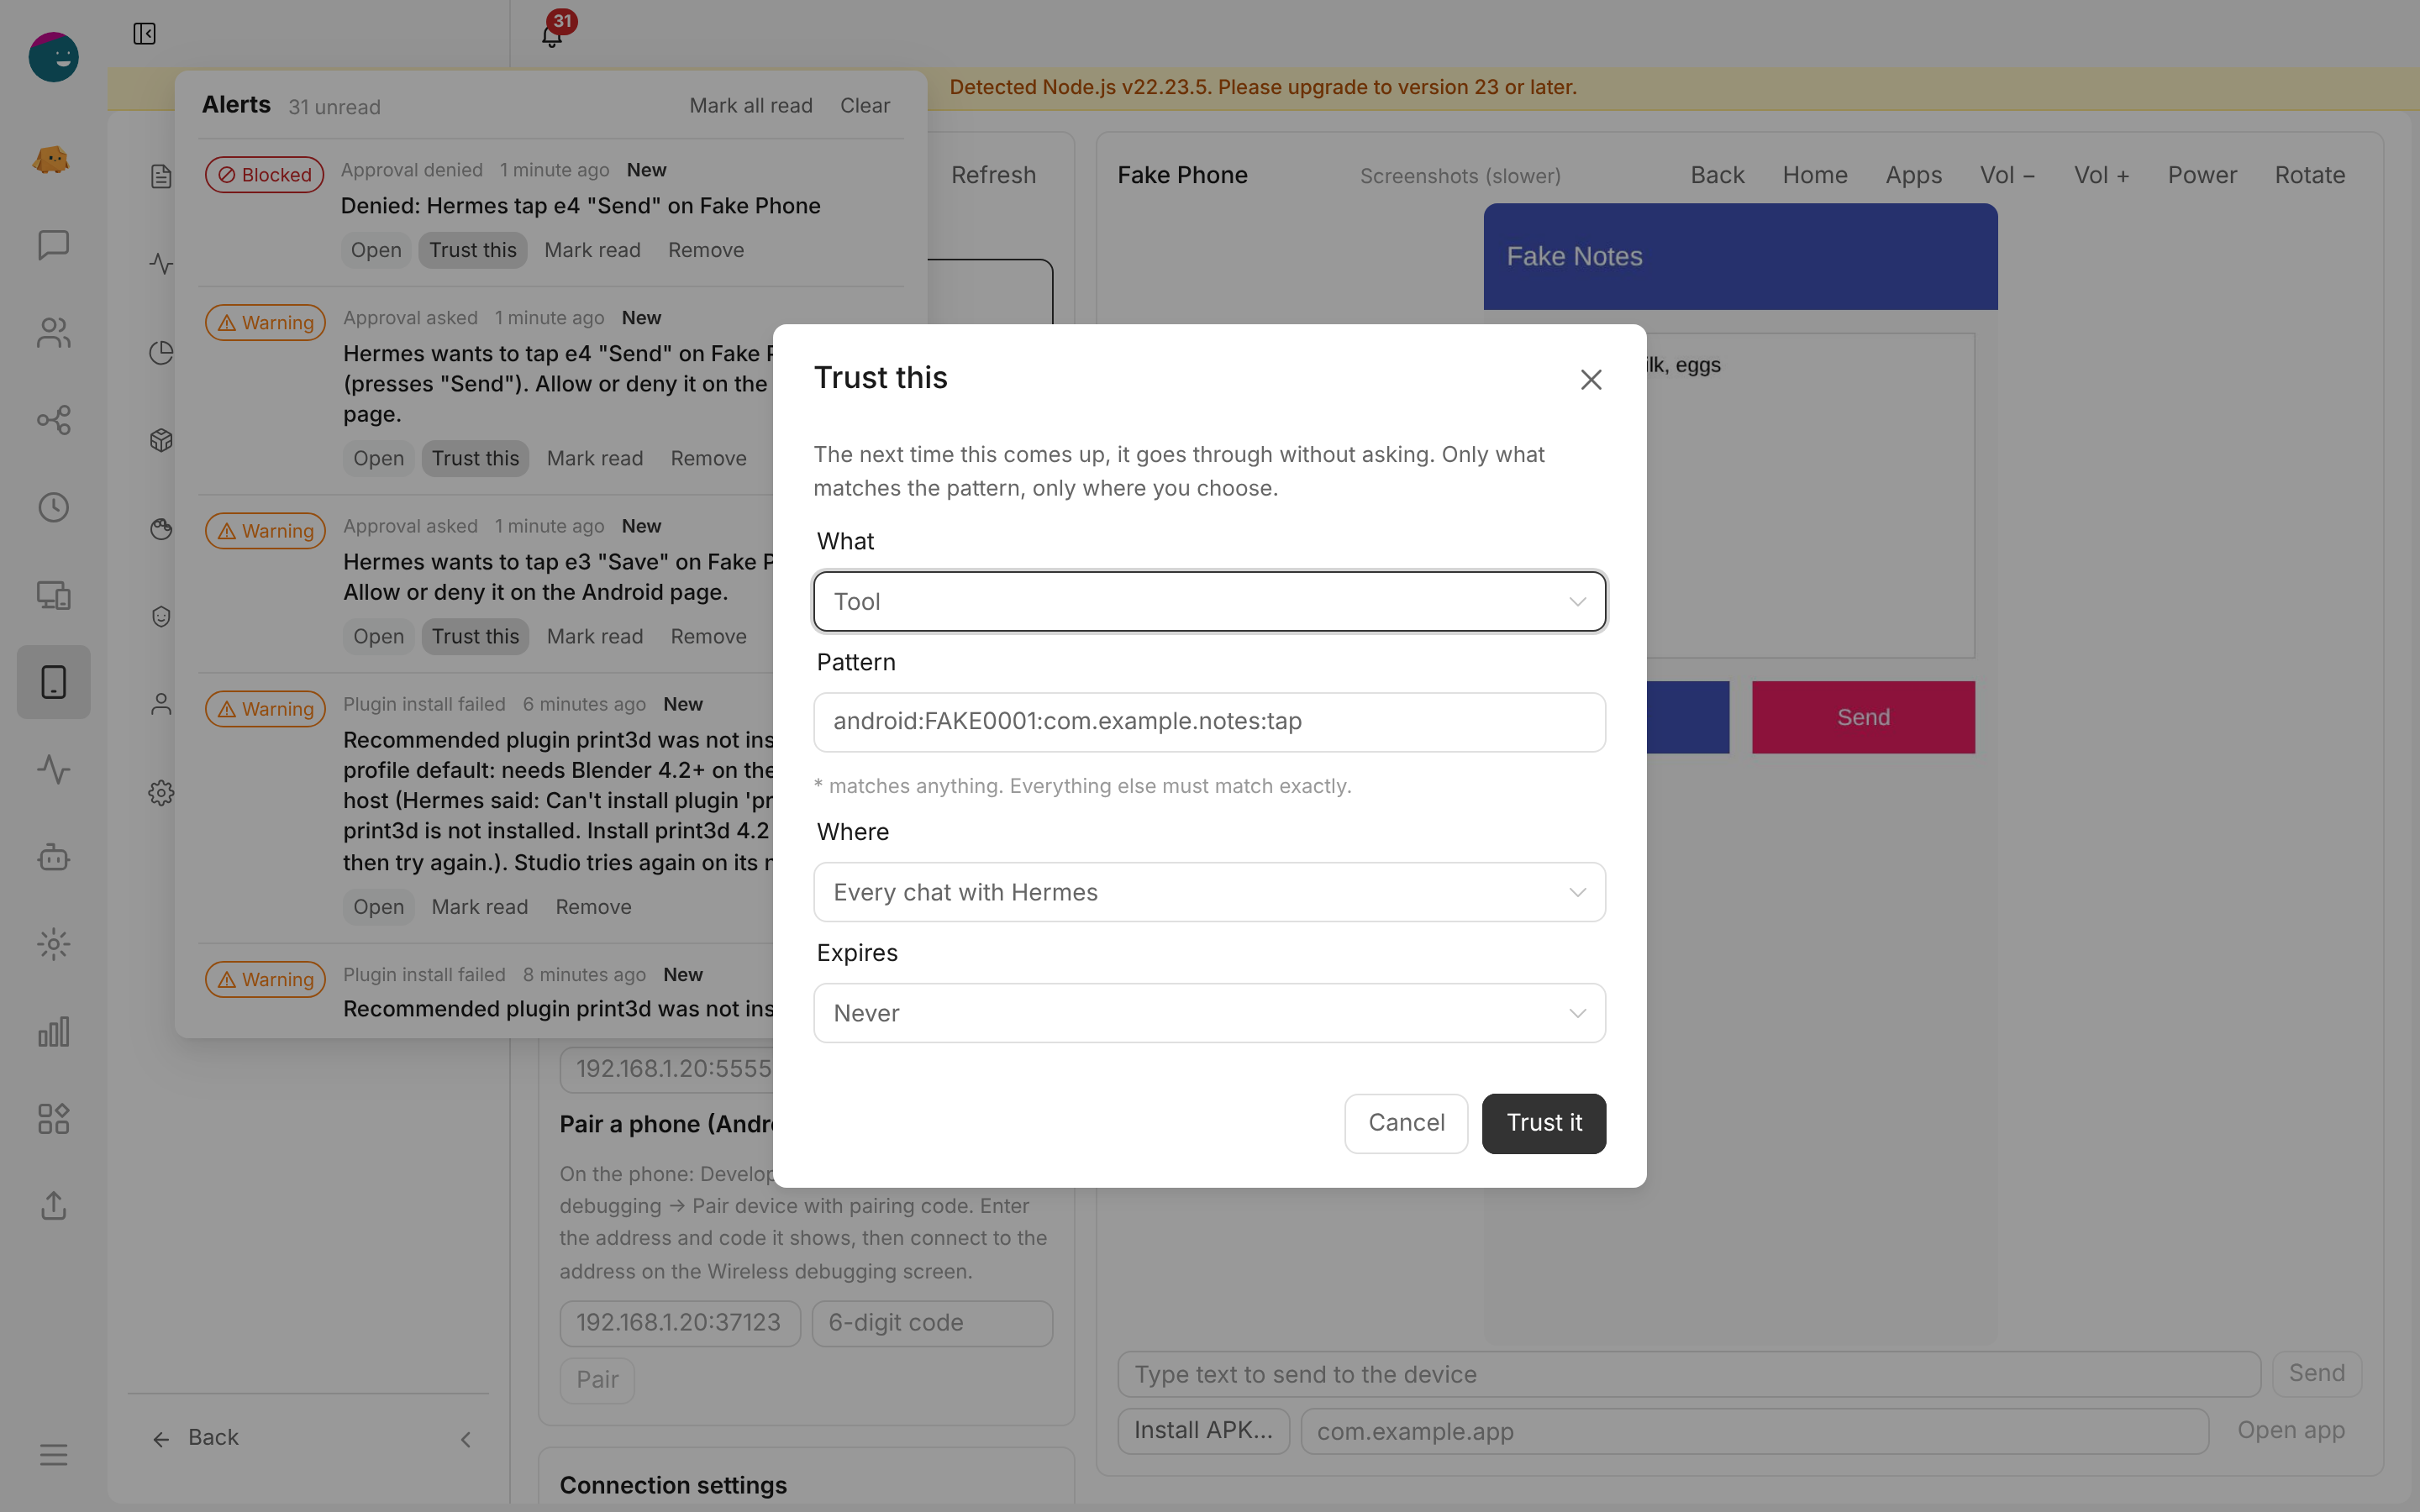 31
Detected Node.js v22.23.5. Please upgrade to version 23 or later.
Alerts 31 unread Mark all read Clear
Blocked Approval denied 1 minute ago New
Denied: Hermes tap e4 "Send" on Fake Phone
Open Trust this Mark read Remove
Warning Approval asked 1 minute ago New
Hermes wants to tap e4 "Send" on Fake
(presses "Send"). Allow or deny it on the
page.
Open Trust this Mark read Remove
Warning Approval asked 1 minute ago New
Hermes wants to tap e3 "Save" on Fake
Allow or deny it on the Android page.
Open Trust this Mark read Remove
Warning Plugin install failed 6 minutes ago New
Recommended plugin print3d was not
profile default: needs Blender 4.2+ on the
host (Hermes said: Can't install plugin
print3d is not installed. Install print3d 4.2
then try again.). Studio tries again on its
Open Mark read Remove
Warning Plugin install failed 8 minutes ago New
Recommended plugin print3d was not
Refresh
192.168.1.20:5555
Pair a phone
On the phone:
debugging → Pair device with pairing code. Enter
the address and code it shows, then connect to the
address on the Wireless debugging screen.
192.168.1.20:37123 6-digit code
Pair
Connection settings
Back
Fake Phone Screenshots (slower) Back Home Apps Vol − Vol + Power Rotate
Fake Notes
eggs
Send
Type text to send to the device Send
Install APK... com.example.app Open app
Trust this
The next time this comes up, it goes through without asking. Only what
matches the pattern, only where you choose.
What
Tool
Pattern
android:FAKE0001:com.example.notes:tap
* matches anything. Everything else must match exactly.
Where
Every chat with Hermes
Expires
Never
Cancel Trust it